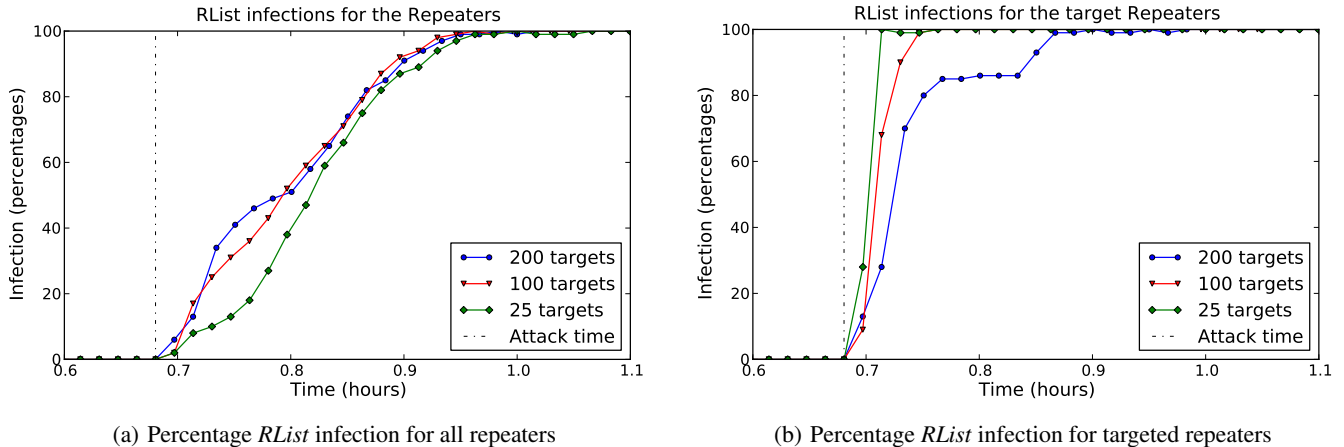 RList infections for the Repeaters
Infection (percentages)
100
80
60
40
20
0
0.6 0.7 0.8 0.9 1.0 1.1
Time (hours)
200 targets
100 targets
25 targets
Attack time
(a) Percentage RList infection for all repeaters
RList infections for the target Repeaters
Infection (percentages)
100
80
60
40
20
0
0.6 0.7 0.8 0.9 1.0 1.1
Time (hours)
200 targets
100 targets
25 targets
Attack time
(b) Percentage RList infection for targeted repeaters